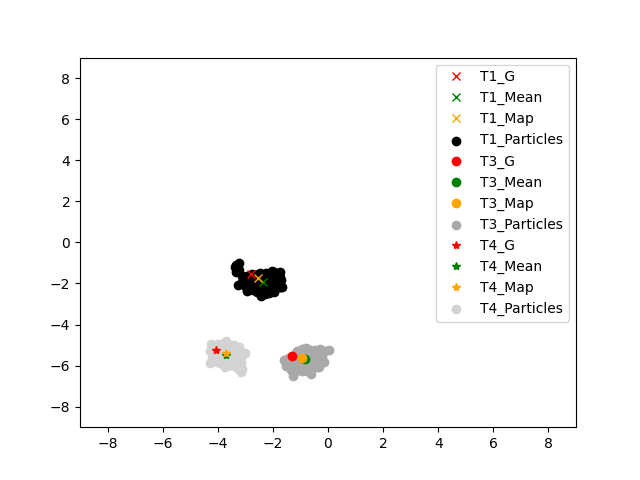 8
6
4
2
0
−2
−4
−6
−8
−8 −6 −4 −2 0 2 4 6 8
T1_G
T1_Mean
T1_Map
T1_Particles
T3_G
T3_Mean
T3_Map
T3_Particles
T4_G
T4_Mean
T4_Map
T4_Particles